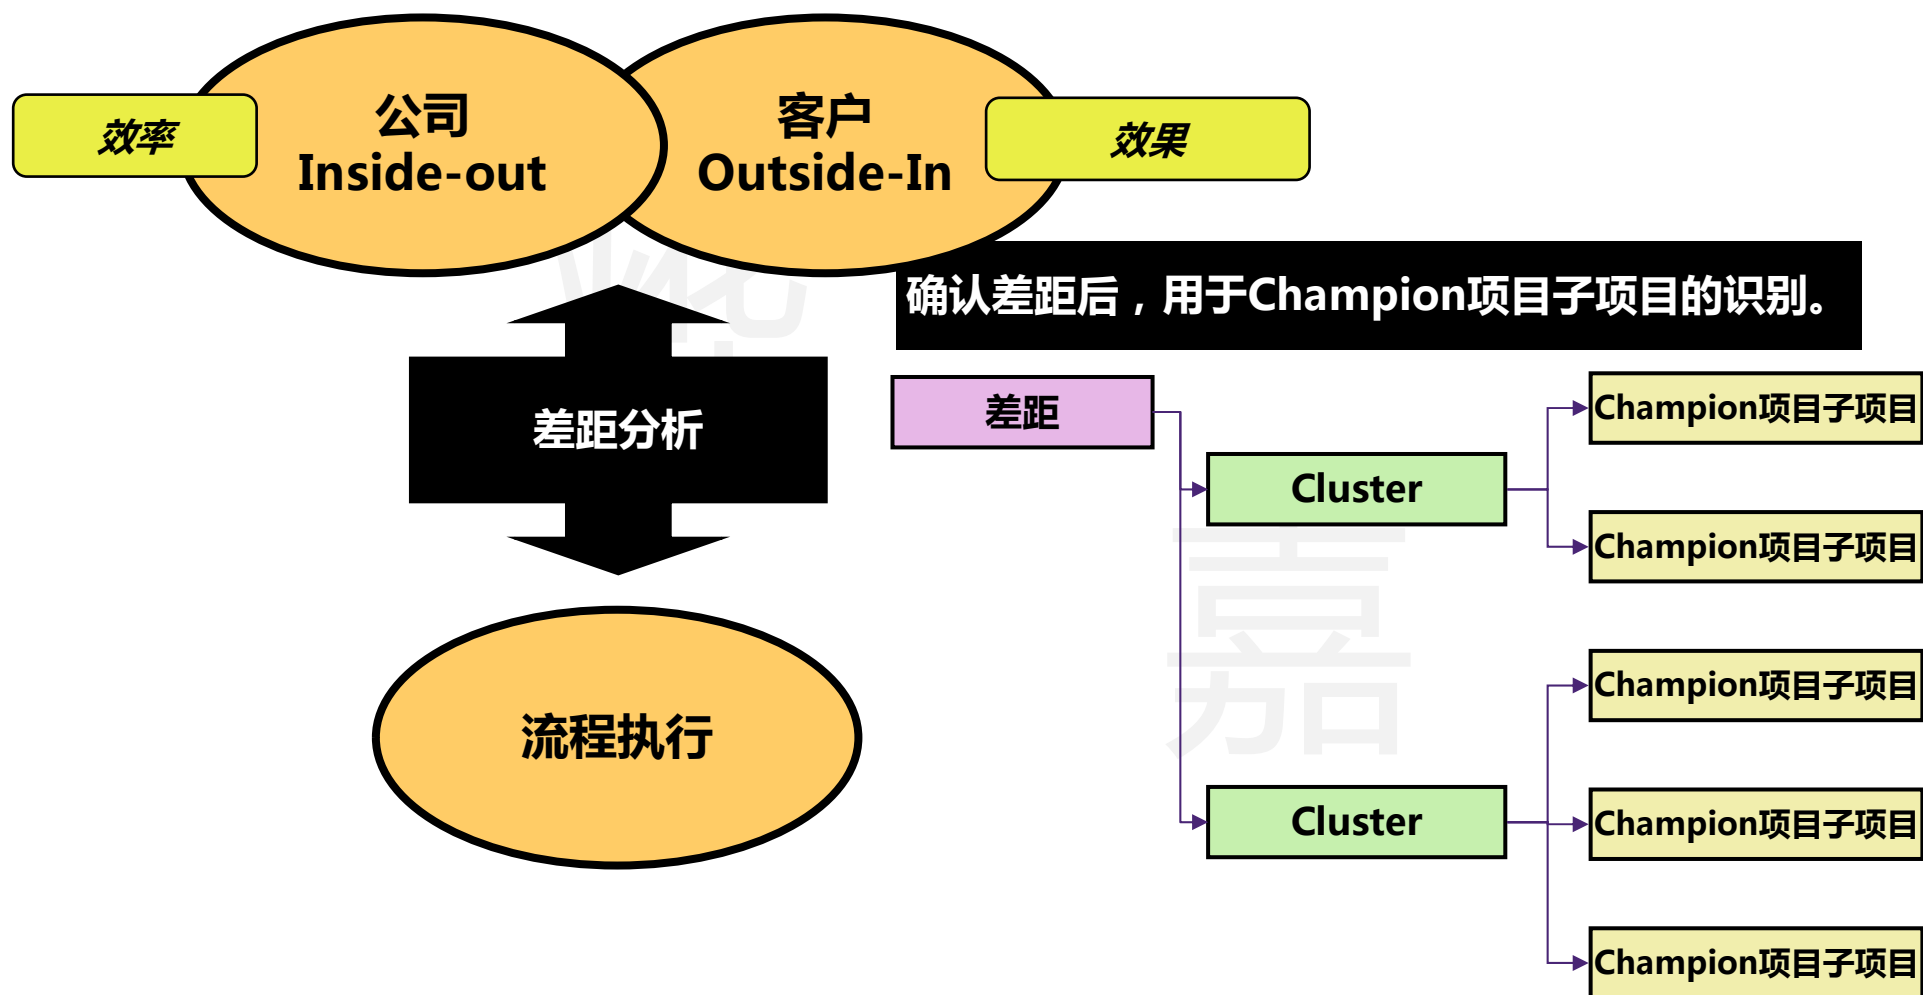 效率
公司
Inside-out
客户
Outside-In
效果
确认差距后，用于Champion项目子项目的识别。
差距分析
流程执行
差距
Cluster
Champion项目子项目
Champion项目子项目
Cluster
Champion项目子项目
Champion项目子项目
Champion项目子项目
嘉